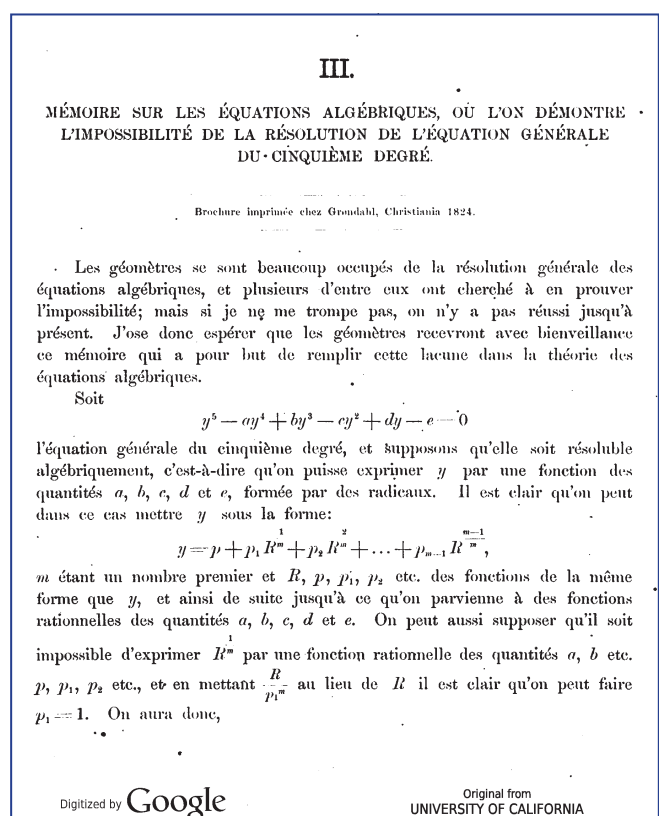 III.
MÉMOIRE SUR LES ÉQUATIONS ALGÉBRIQUES, OÙ L'ON DÉMONTRE
L'IMPOSSIBILITÉ DE LA RÉSOLUTION DE L'ÉQUATION GÉNÉRALE
DU CINQUIÈME DEGRÉ.
Brochure imprimée chez Grøndahl, Christiania 1824.
Les géomètres se sont beaucoup occupés de la résolution générale des
équations algébriques, et plusieurs d'entre eux ont cherché à en prouver
l'impossibilité; mais si je ne me trompe pas, on n'y a pas réussi jusqu'à
présent. J'ose donc espérer que les géomètres recevront avec bienveillance
ce mémoire qui a pour but de remplir cette lacune dans la théorie des
équations algébriques.
Soit
y⁵ — ay⁴ + by³ — cy² + dy — e = 0
l'équation générale du cinquième degré, et supposons qu'elle soit résoluble
algébriquement, c'est-à-dire qu'on puisse exprimer y par une fonction des
quantités a, b, c, d et e, formée par des radicaux. Il est clair qu'on peut
dans ce cas mettre y sous la forme:
y = p + p₁ R^(1/m) + p₂ R^(2/m) + ... + pₘ₋₁ R^((m—1)/m),
m étant un nombre premier et R, p, p₁, p₂ etc. des fonctions de la même
forme que y, et ainsi de suite jusqu'à ce qu'on parvienne à des fonctions
rationnelles des quantités a, b, c, d et e. On peut aussi supposer qu'il soit
impossible d'exprimer R^(1/m) par une fonction rationnelle des quantités a, b etc.
p, p₁, p₂ etc., et en mettant R/p₁^m au lieu de R il est clair qu'on peut faire
p₁ = 1. On aura donc,
Digitized by Google
Original from
UNIVERSITY OF CALIFORNIA